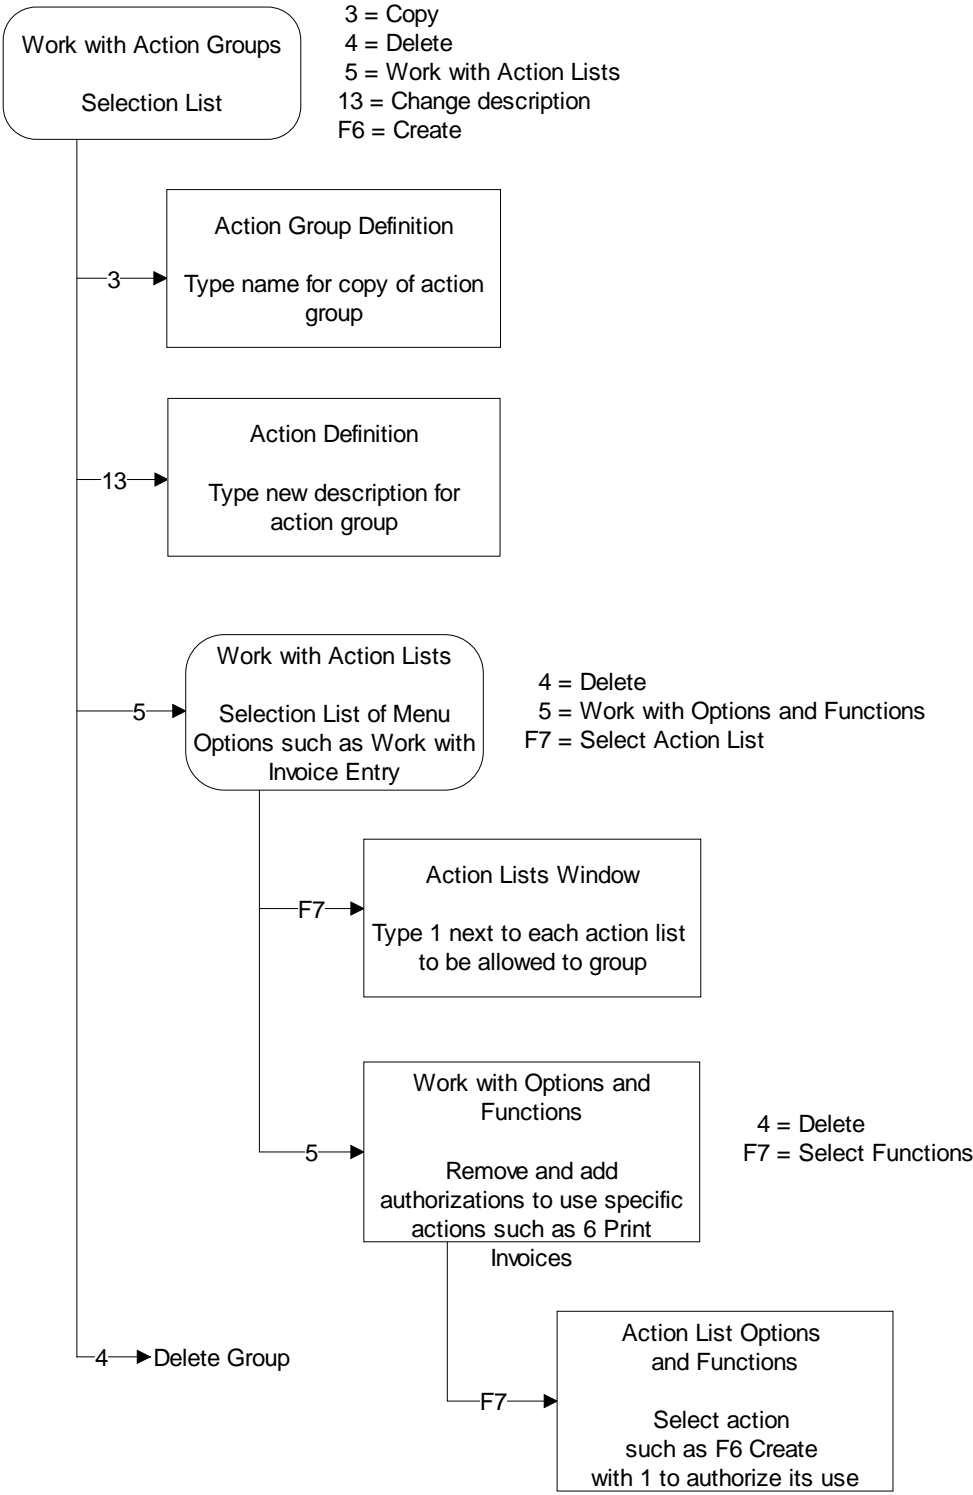 Work with Action Groups
Selection List
3 = Copy
4 = Delete
5 = Work with Action Lists
13 = Change description
F6 = Create
Action Group Definition
3
Type name for copy of action
group
Action Definition
13
Type new description for
action group
Work with Action Lists
5
Selection List of Menu
Options such as Work with
Invoice Entry
4 = Delete
5 = Work with Options and Functions
F7 = Select Action List
Action Lists Window
F7
Type 1 next to each action list
to be allowed to group
Work with Options and
Functions
5
Remove and add
authorizations to use specific
actions such as 6 Print
Invoices
4 = Delete
F7 = Select Functions
4
Delete Group
Action List Options
and Functions
F7
Select action
such as F6 Create
with 1 to authorize its use